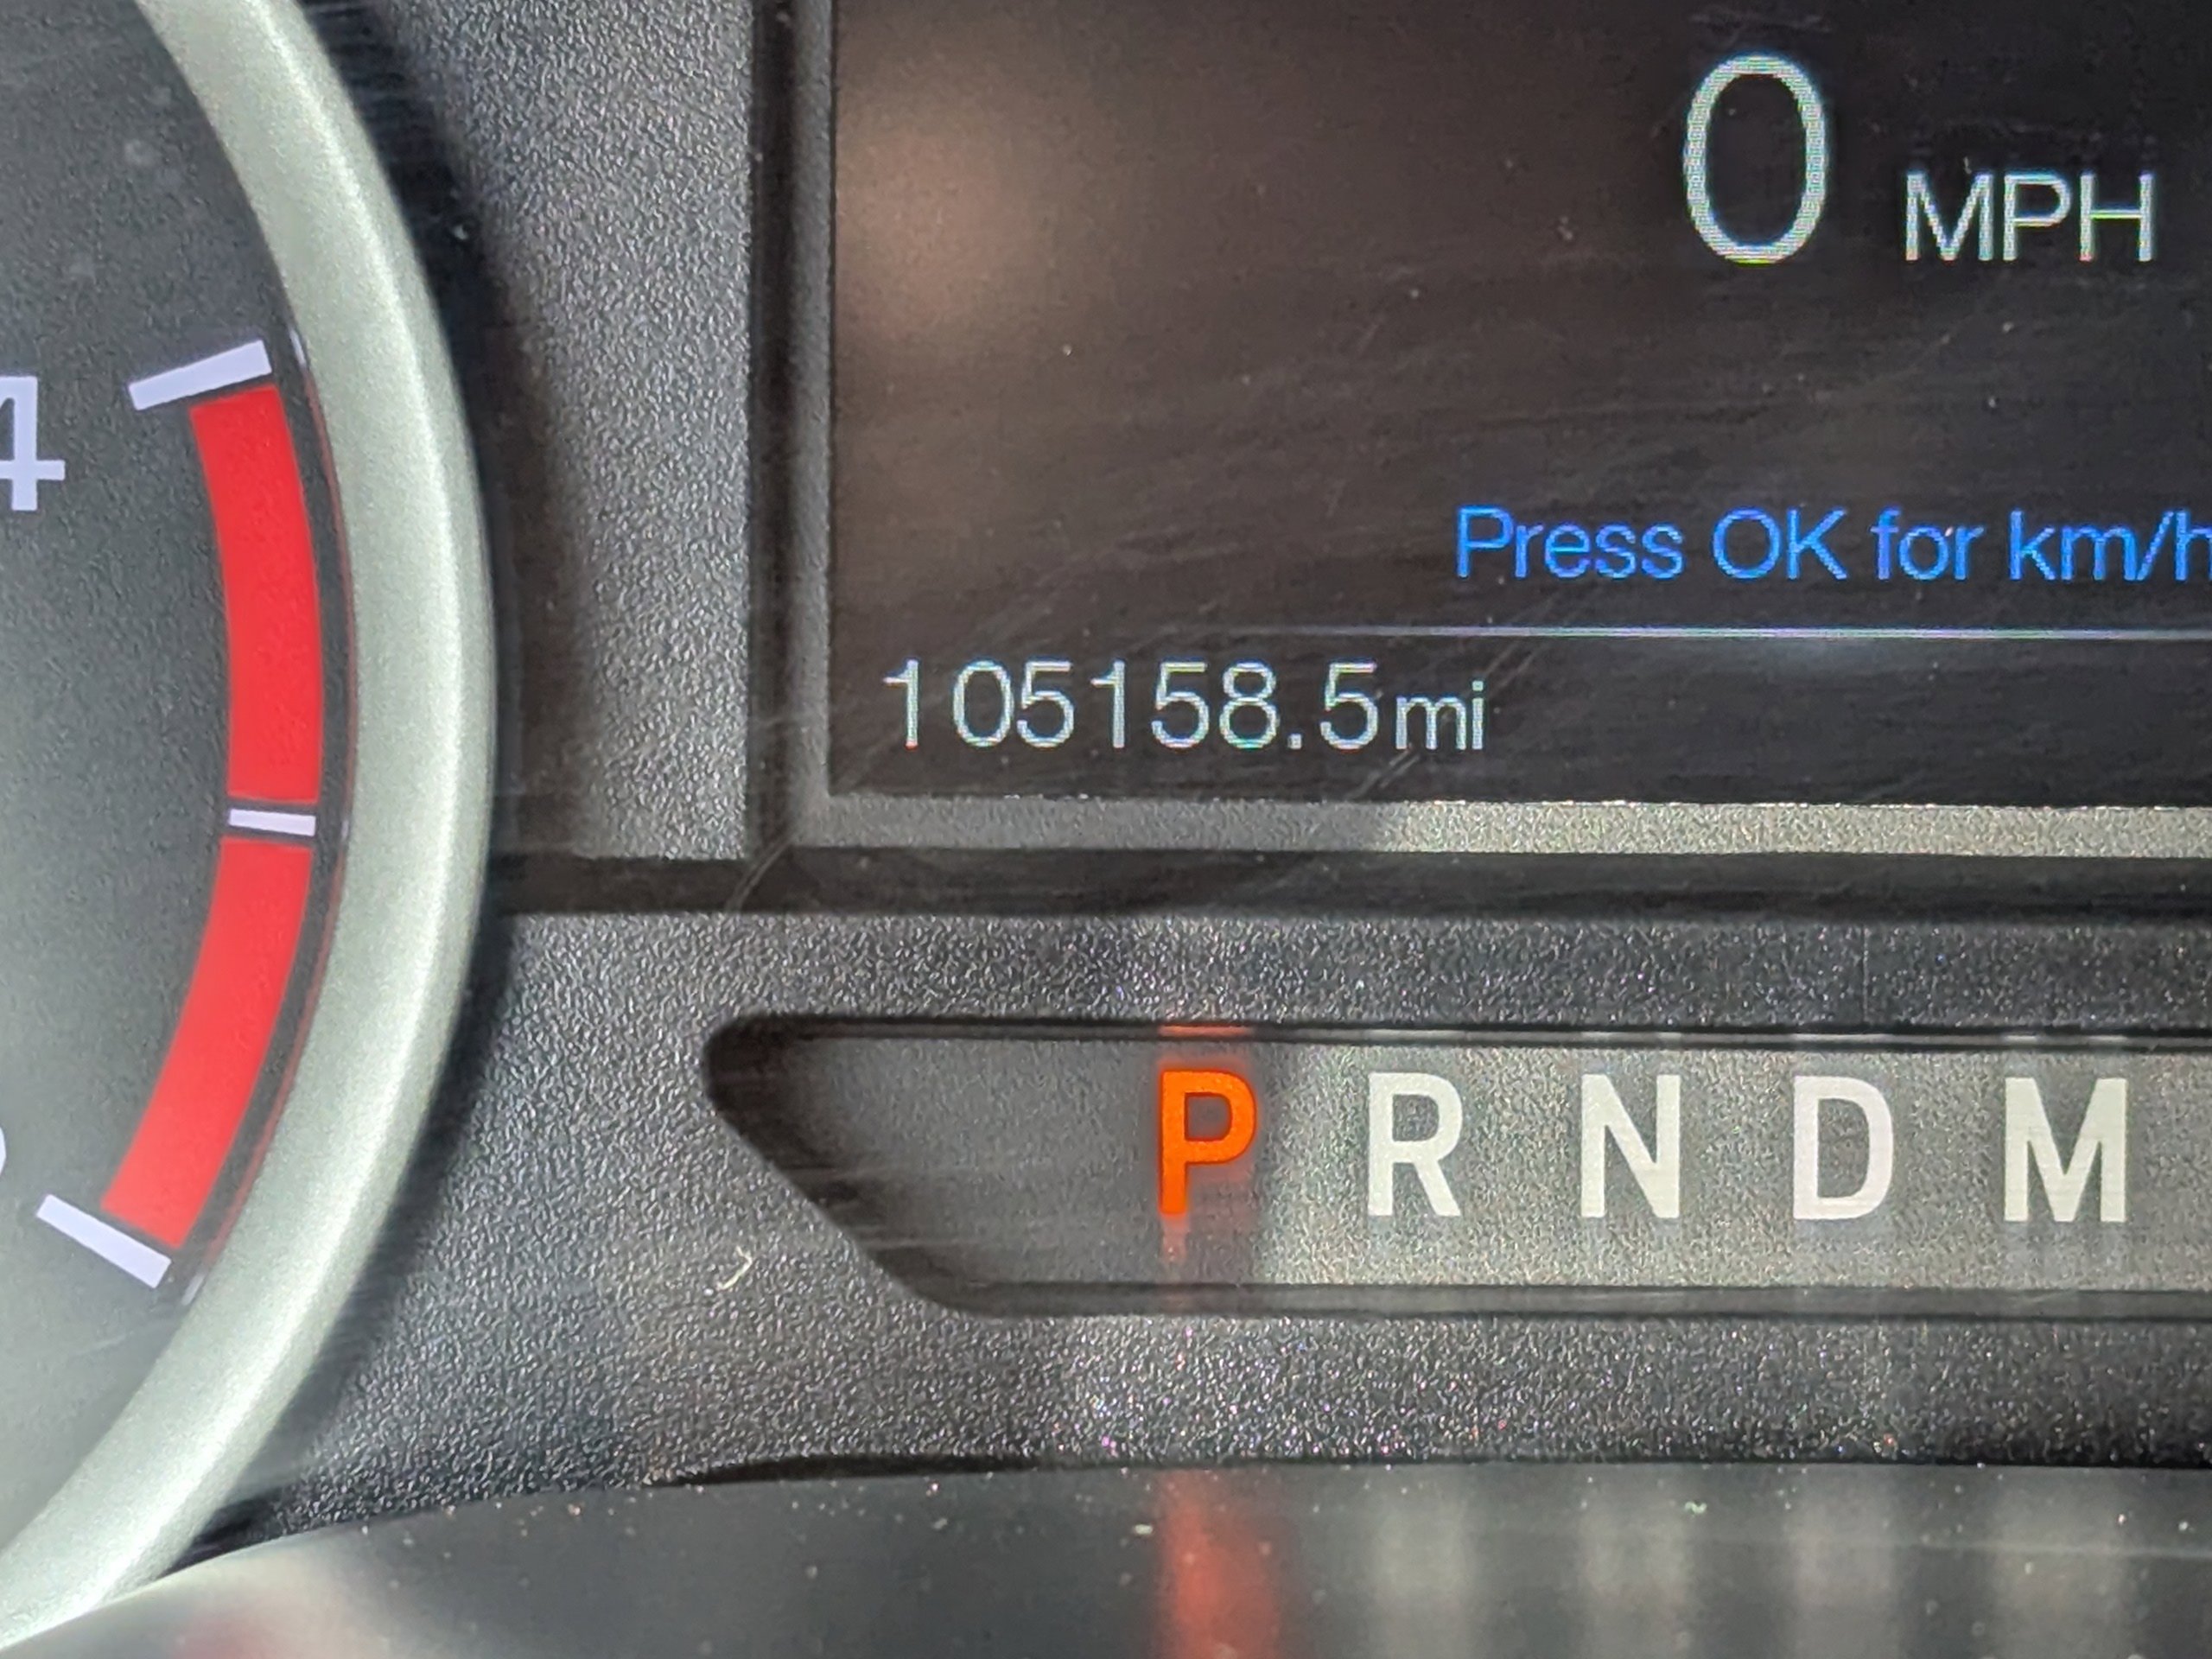 0 MPH
4
Press OK for km/h
105158.5mi
P R N D M